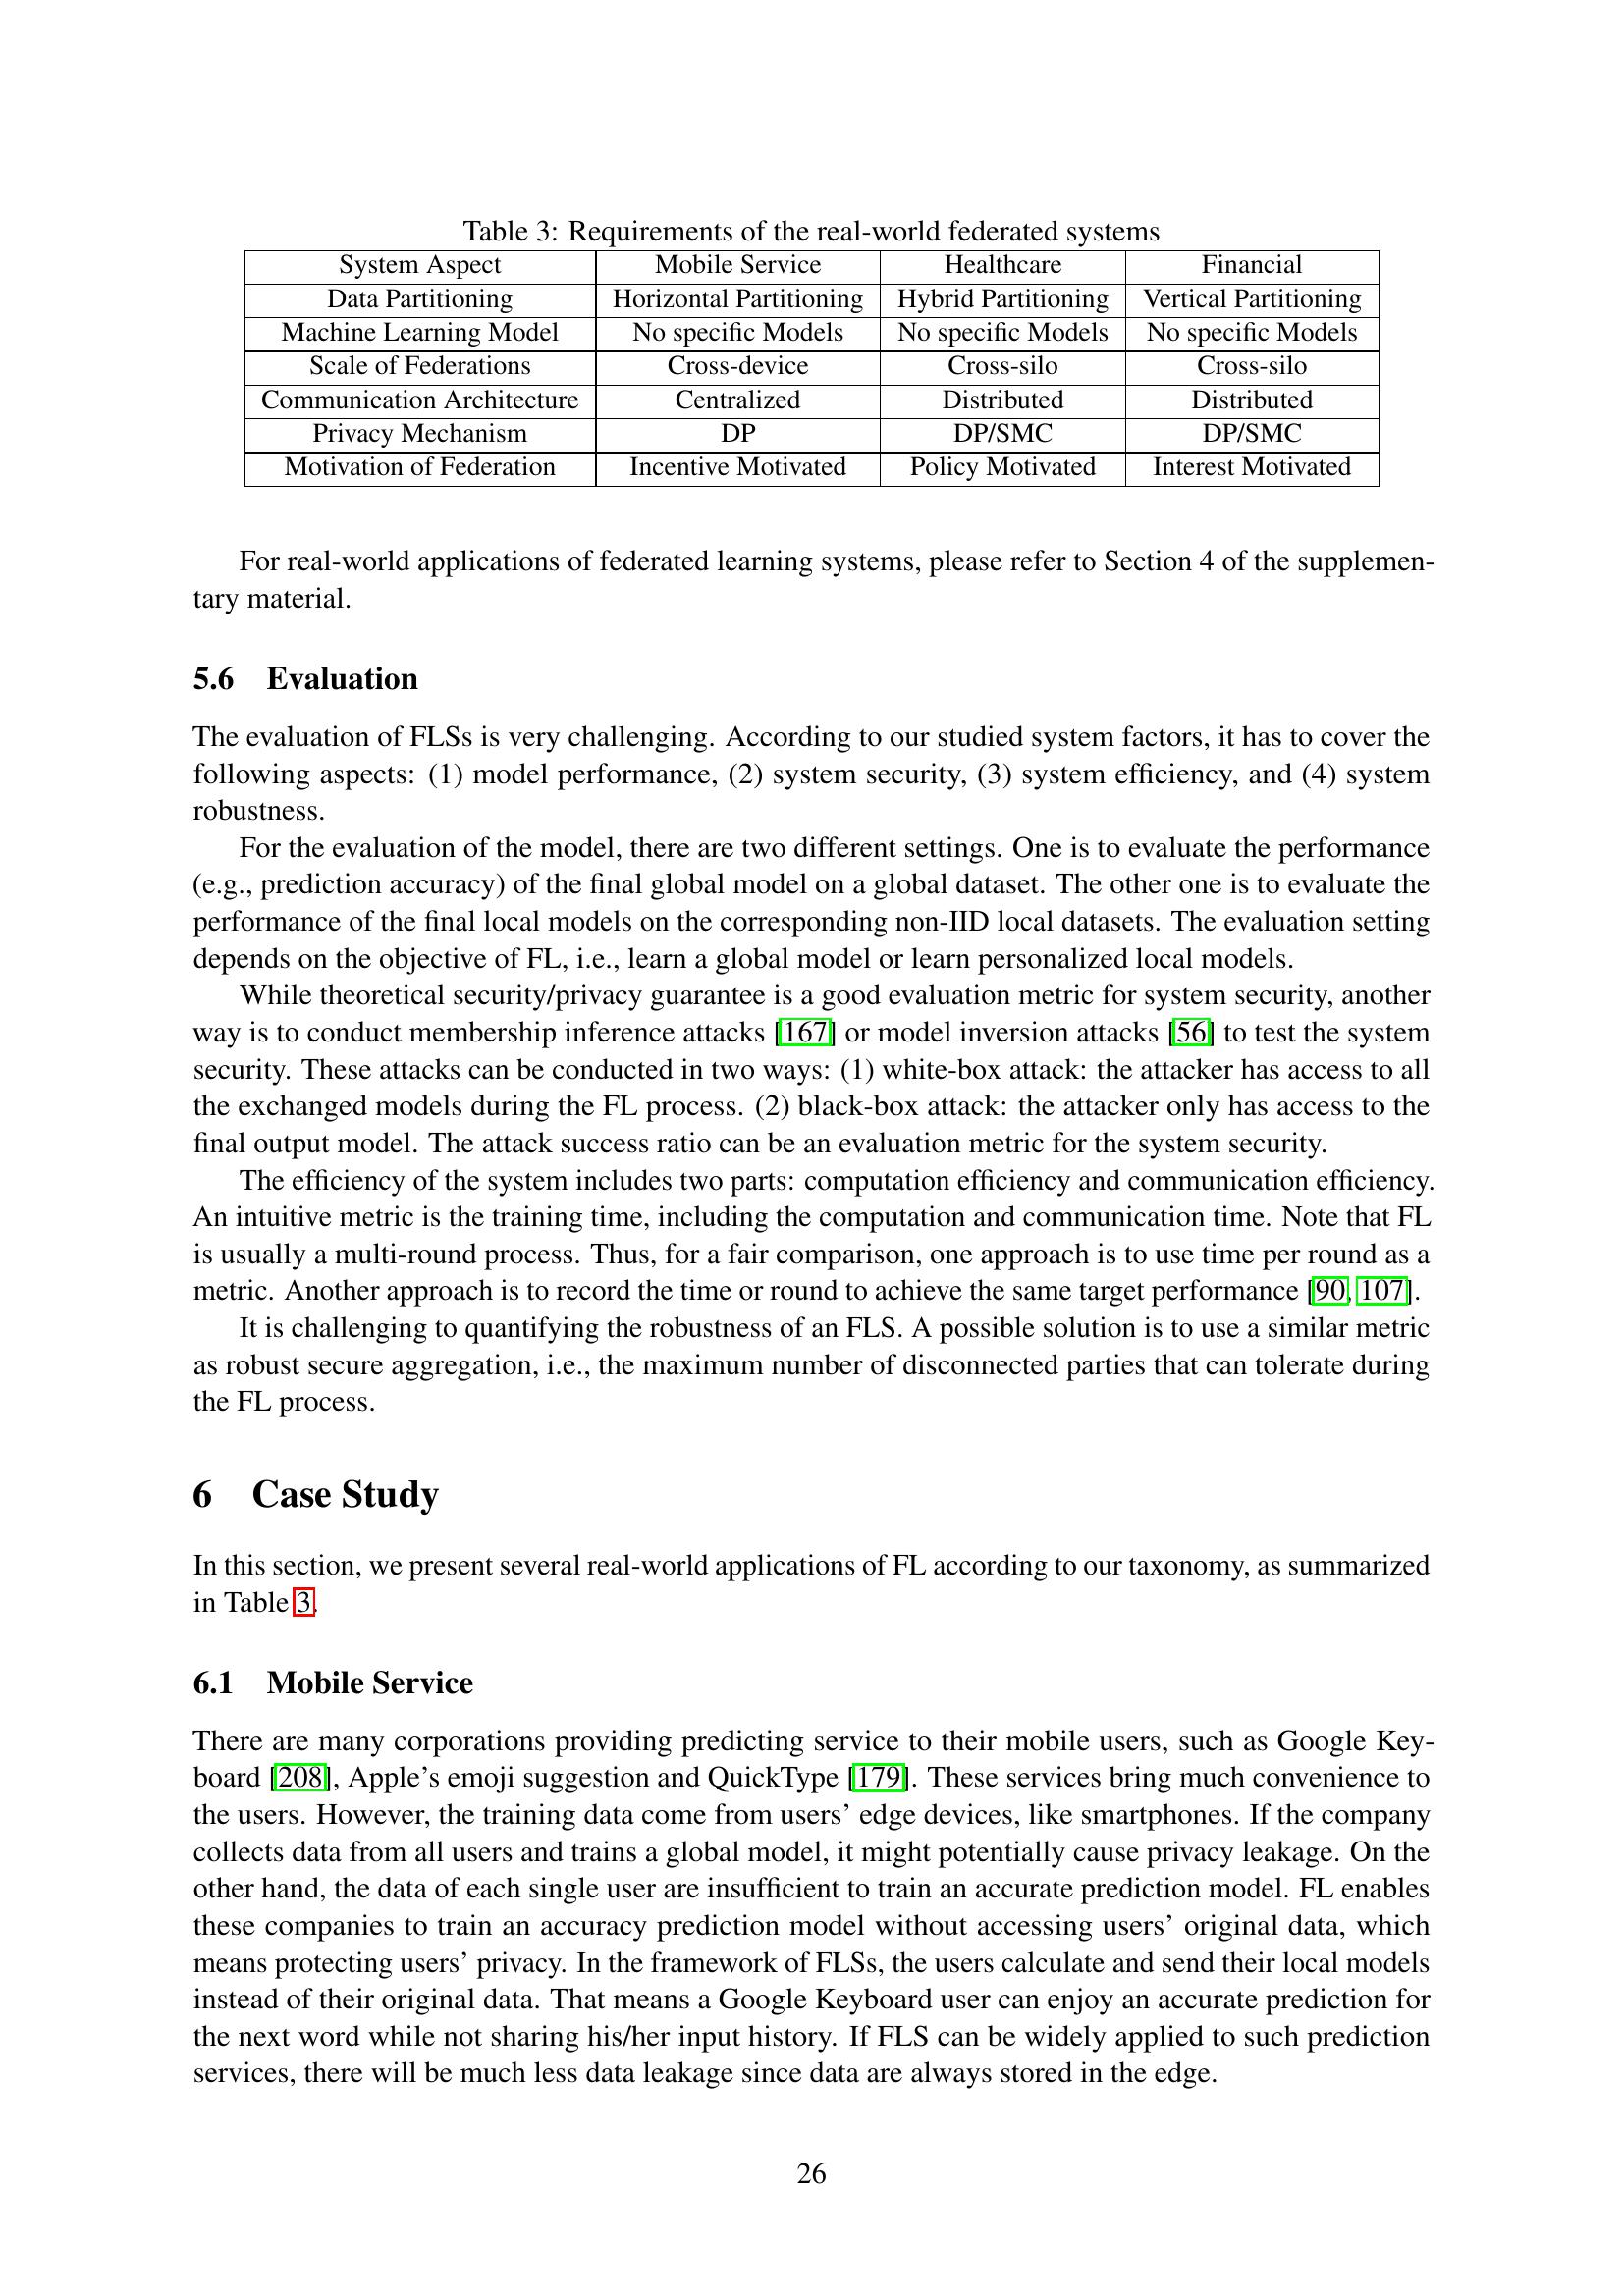 Table 3: Requirements of the real-world federated systems
System Aspect Mobile Service Healthcare Financial
Data Partitioning Horizontal Partitioning Hybrid Partitioning Vertical Partitioning
Machine Learning Model No specific Models No specific Models No specific Models
Scale of Federations Cross-device Cross-silo Cross-silo
Communication Architecture Centralized Distributed Distributed
Privacy Mechanism DP DP/SMC DP/SMC
Motivation of Federation Incentive Motivated Policy Motivated Interest Motivated
For real-world applications of federated learning systems, please refer to Section 4 of the supplemen-
tary material.
5.6 Evaluation
The evaluation of FLSs is very challenging. According to our studied system factors, it has to cover the
following aspects: (1) model performance, (2) system security, (3) system efficiency, and (4) system
robustness.
For the evaluation of the model, there are two different settings. One is to evaluate the performance
(e.g., prediction accuracy) of the final global model on a global dataset. The other one is to evaluate the
performance of the final local models on the corresponding non-IID local datasets. The evaluation setting
depends on the objective of FL, i.e., learn a global model or learn personalized local models.
While theoretical security/privacy guarantee is a good evaluation metric for system security, another
way is to conduct membership inference attacks [167] or model inversion attacks [56] to test the system
security. These attacks can be conducted in two ways: (1) white-box attack: the attacker has access to all
the exchanged models during the FL process. (2) black-box attack: the attacker only has access to the
final output model. The attack success ratio can be an evaluation metric for the system security.
The efficiency of the system includes two parts: computation efficiency and communication efficiency.
An intuitive metric is the training time, including the computation and communication time. Note that FL
is usually a multi-round process. Thus, for a fair comparison, one approach is to use time per round as a
metric. Another approach is to record the time or round to achieve the same target performance [90, 107].
It is challenging to quantifying the robustness of an FLS. A possible solution is to use a similar metric
as robust secure aggregation, i.e., the maximum number of disconnected parties that can tolerate during
the FL process.
6 Case Study
In this section, we present several real-world applications of FL according to our taxonomy, as summarized
in Table 3.
6.1 Mobile Service
There are many corporations providing predicting service to their mobile users, such as Google Key-
board [208], Apple's emoji suggestion and QuickType [179]. These services bring much convenience to
the users. However, the training data come from users' edge devices, like smartphones. If the company
collects data from all users and trains a global model, it might potentially cause privacy leakage. On the
other hand, the data of each single user are insufficient to train an accurate prediction model. FL enables
these companies to train an accuracy prediction model without accessing users' original data, which
means protecting users' privacy. In the framework of FLSs, the users calculate and send their local models
instead of their original data. That means a Google Keyboard user can enjoy an accurate prediction for
the next word while not sharing his/her input history. If FLS can be widely applied to such prediction
services, there will be much less data leakage since data are always stored in the edge.
26